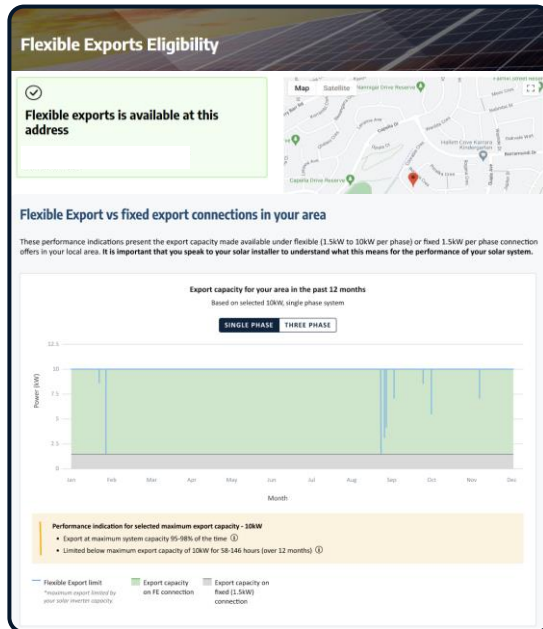 Flexible Exports Eligibility
Flexible exports is available at this
address
Map Satellite
Capella Dr
Hallett Cove Karrara
Kindergarten
Capella Drive Reserve
Flexible Export vs fixed export connections in your area
These performance indications present the export capacity made available under flexible (1.5kW to 10kW per phase) or fixed 1.5kW per phase connection
offers in your local area. It is important that you speak to your solar installer to understand what this means for the performance of your solar system.
Export capacity for your area in the past 12 months
Based on selected 10kW, single phase system
SINGLE PHASE THREE PHASE
Power (kW)
12.5
10
7.5
5
2.5
0
Jan Feb Mar Apr May Jun Jul Aug Sep Oct Nov Dec
Month
Performance indication for selected maximum export capacity - 10kW
• Export at maximum system capacity 95-98% of the time
• Limited below maximum export capacity of 10kW for 58-146 hours (over 12 months)
Flexible Export limit
*maximum export limited by
your solar inverter capacity.
Export capacity
on FE connection
Export capacity on
fixed (1.5kW)
connection